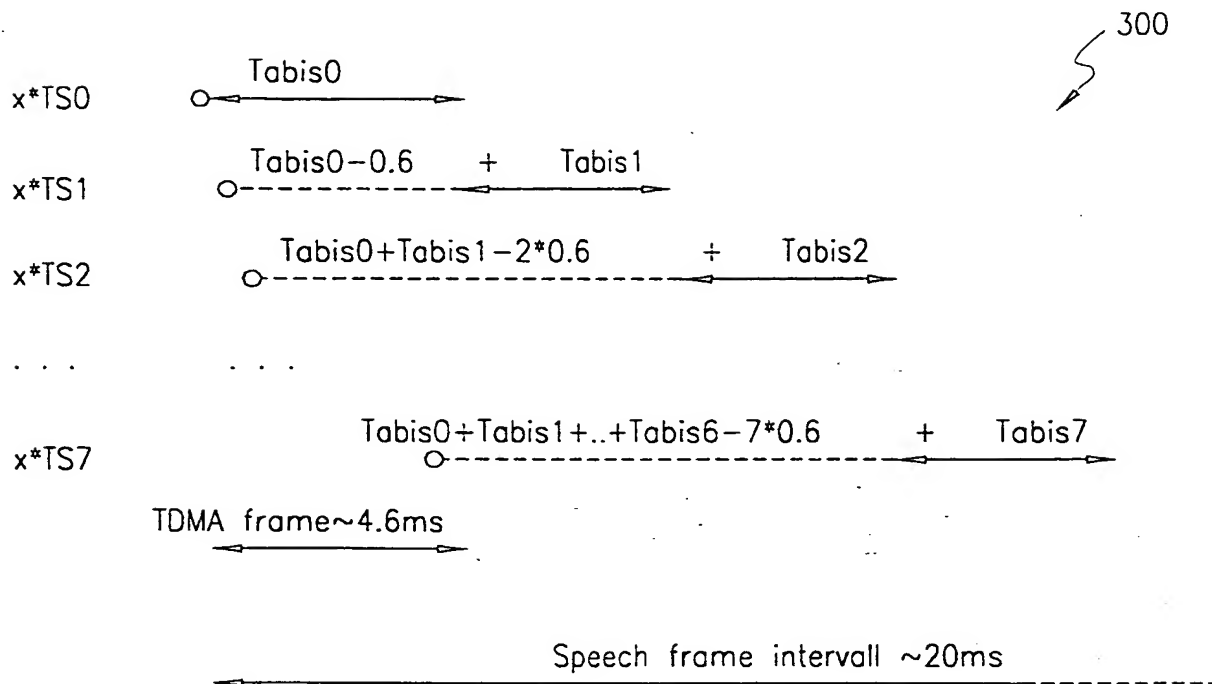 300
Tabis0
x*TS0
Tabis0-0.6 + Tabis1
x*TS1
Tabis0+Tabis1-2*0.6 + Tabis2
x*TS2
. . . . . .
Tabis0+Tabis1+..+Tabis6-7*0.6 + Tabis7
x*TS7
TDMA frame~4.6ms
Speech frame intervall ~20ms